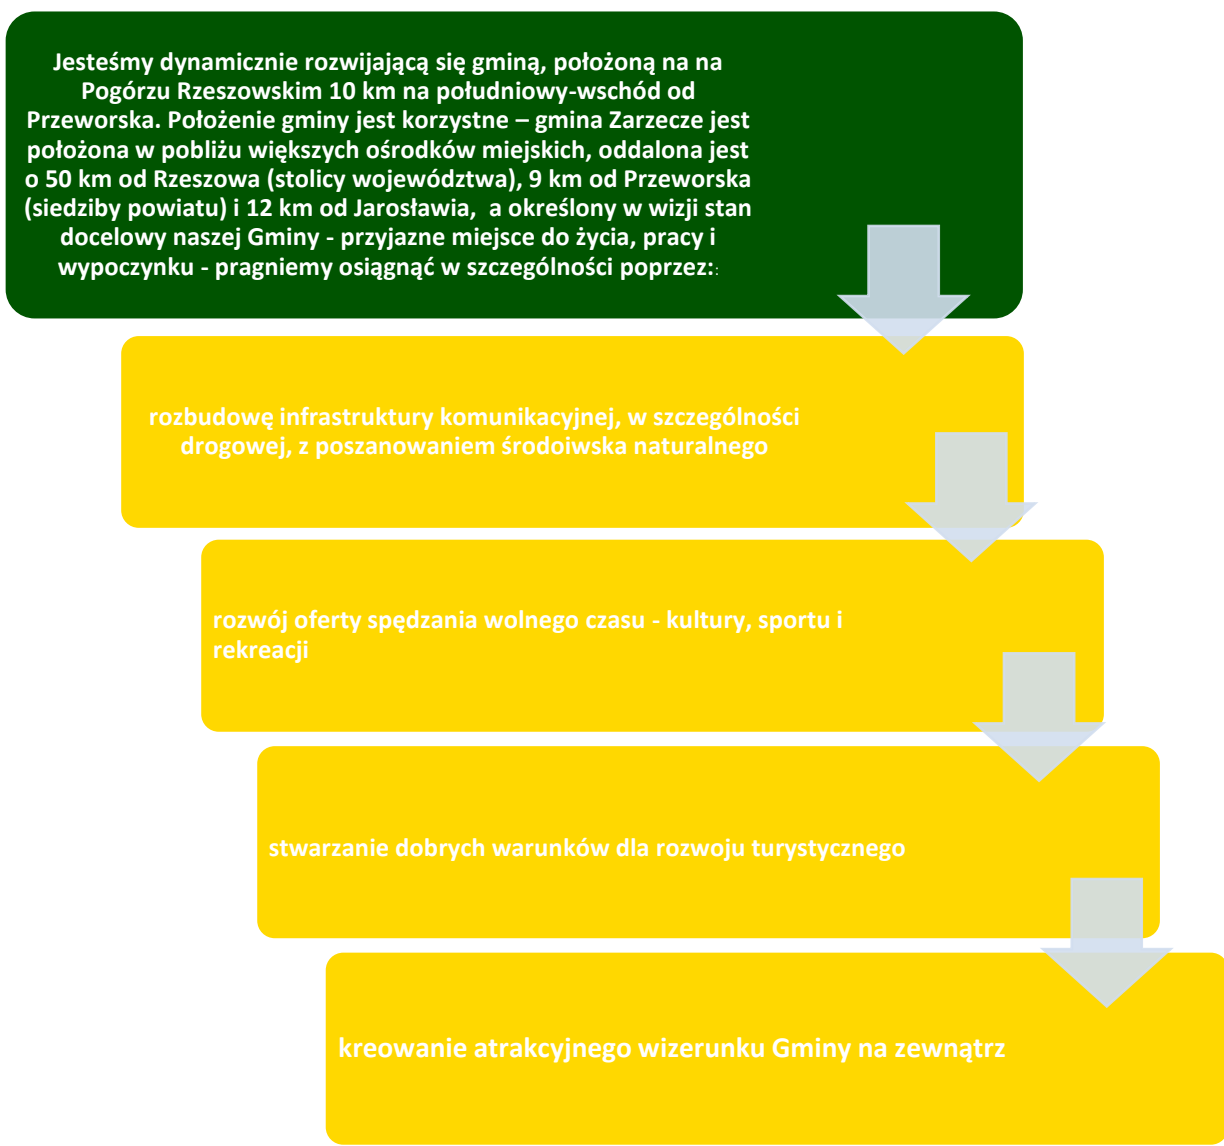 Jesteśmy dynamicznie rozwijającą się gminą, położoną na na
Pogórzu Rzeszowskim 10 km na południowy-wschód od
Przeworska. Położenie gminy jest korzystne – gmina Zarzecze jest
położona w pobliżu większych ośrodków miejskich, oddalona jest
o 50 km od Rzeszowa (stolicy województwa), 9 km od Przeworska
(siedziby powiatu) i 12 km od Jarosławia, a określony w wizji stan
docelowy naszej Gminy - przyjazne miejsce do życia, pracy i
wypoczynku - pragniemy osiągnąć w szczególności poprzez::
rozbudowę infrastruktury komunikacyjnej, w szczególności
drogowej, z poszanowaniem środoiwska naturalnego
rozwój oferty spędzania wolnego czasu - kultury, sportu i
rekreacji
stwarzanie dobrych warunków dla rozwoju turystycznego
kreowanie atrakcyjnego wizerunku Gminy na zewnątrz